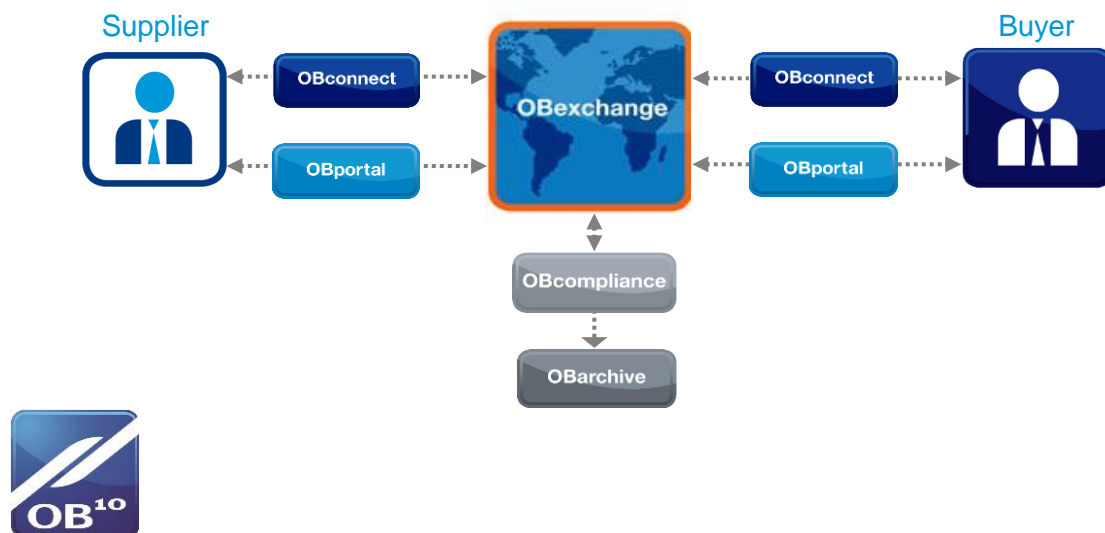 Supplier
Buyer
OBconnect
OBexchange
OBconnect
OBportal
OBportal
OBcompliance
OBarchive
OB10